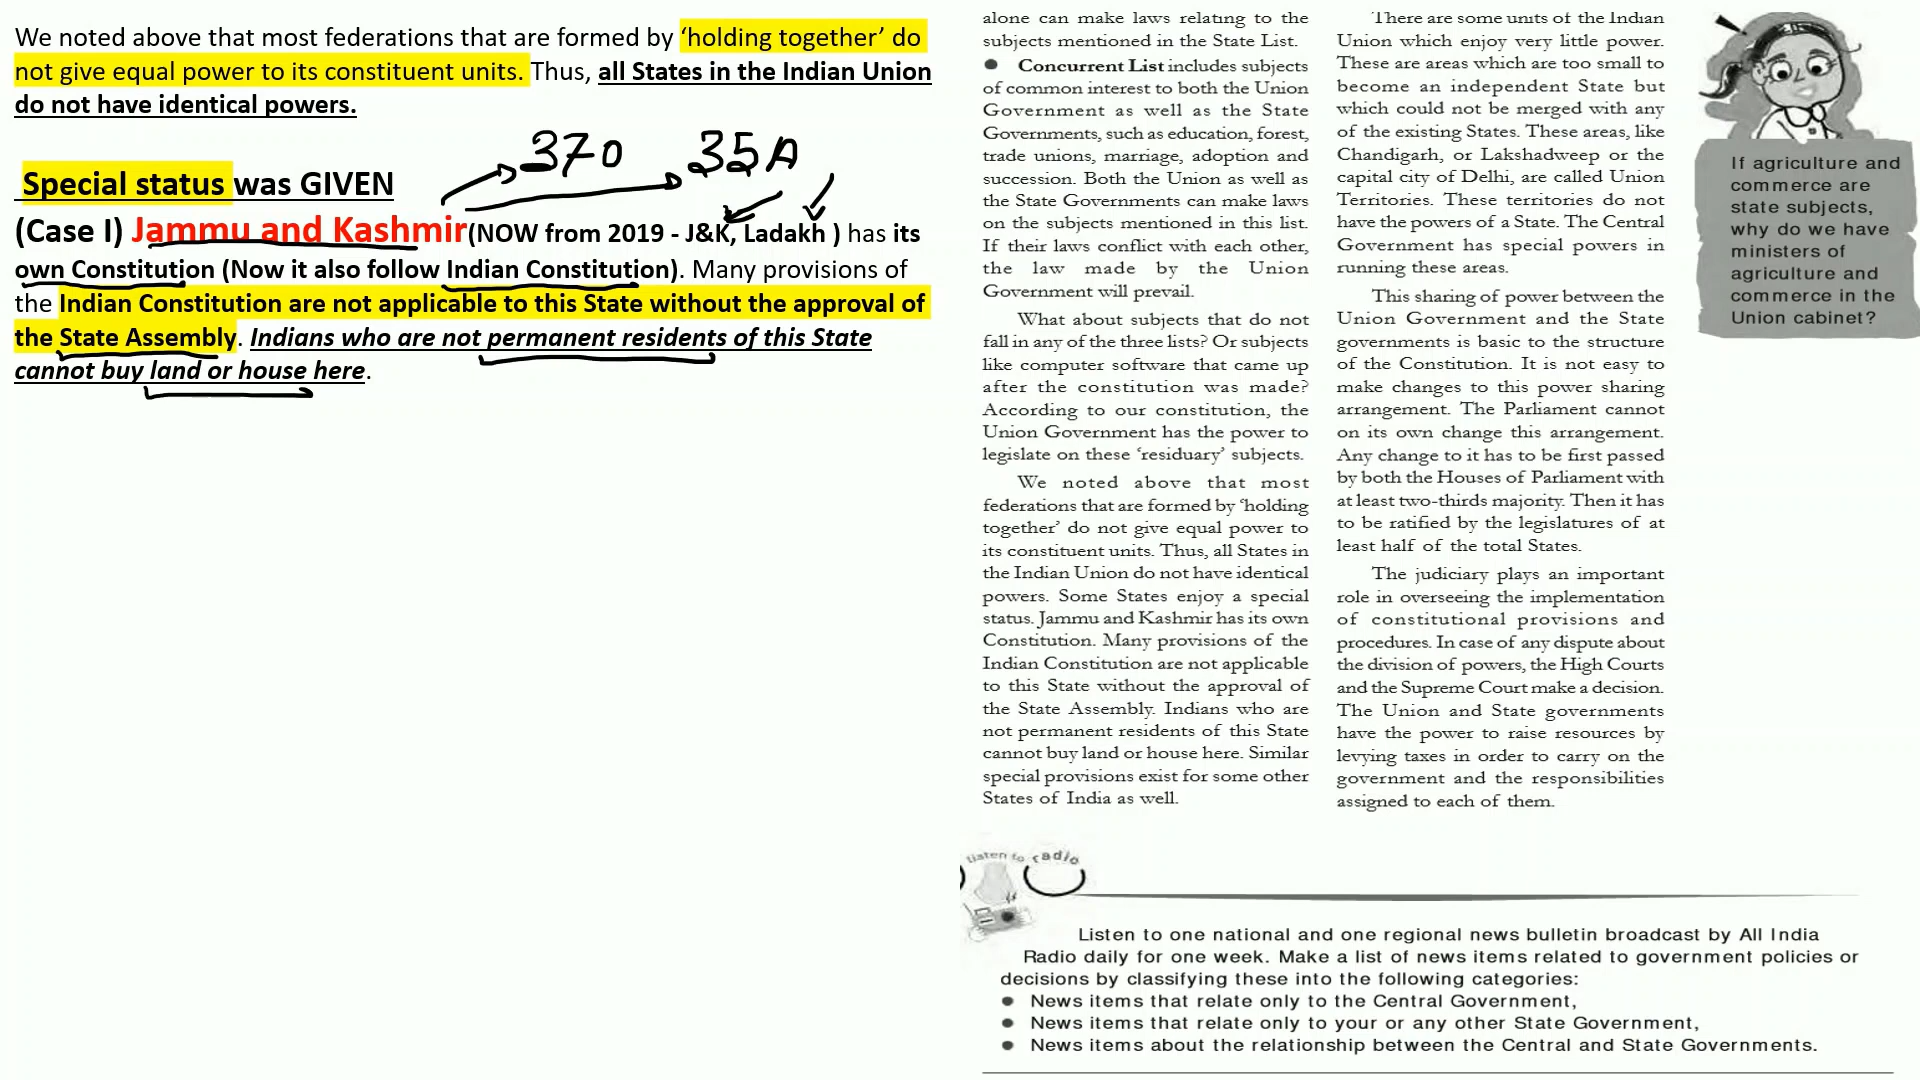 We noted above that most federations that are formed by ‘holding together’ do
not give equal power to its constituent units. Thus, all States in the Indian Union
do not have identical powers.
370 35A
Special status was GIVEN
(Case I) Jammu and Kashmir(NOW from 2019 - J&K, Ladakh ) has its
own Constitution (Now it also follow Indian Constitution). Many provisions of
the Indian Constitution are not applicable to this State without the approval of
the State Assembly. Indians who are not permanent residents of this State
cannot buy land or house here.
alone can make laws relating to the
subjects mentioned in the State List.
● Concurrent List includes subjects
of common interest to both the Union
Government as well as the State
Governments, such as education, forest,
trade unions, marriage, adoption and
succession. Both the Union as well as
the State Governments can make laws
on the subjects mentioned in this list.
If their laws conflict with each other,
the law made by the Union
Government will prevail.
What about subjects that do not
fall in any of the three lists? Or subjects
like computer software that came up
after the constitution was made?
According to our constitution, the
Union Government has the power to
legislate on these ‘residuary’ subjects.
We noted above that most
federations that are formed by ‘holding
together’ do not give equal power to
its constituent units. Thus, all States in
the Indian Union do not have identical
powers. Some States enjoy a special
status. Jammu and Kashmir has its own
Constitution. Many provisions of the
Indian Constitution are not applicable
to this State without the approval of
the State Assembly. Indians who are
not permanent residents of this State
cannot buy land or house here. Similar
special provisions exist for some other
States of India as well.
There are some units of the Indian
Union which enjoy very little power.
These are areas which are too small to
become an independent State but
which could not be merged with any
of the existing States. These areas, like
Chandigarh, or Lakshadweep or the
capital city of Delhi, are called Union
Territories. These territories do not
have the powers of a State. The Central
Government has special powers in
running these areas.
This sharing of power between the
Union Government and the State
governments is basic to the structure
of the Constitution. It is not easy to
make changes to this power sharing
arrangement. The Parliament cannot
on its own change this arrangement.
Any change to it has to be first passed
by both the Houses of Parliament with
at least two-thirds majority. Then it has
to be ratified by the legislatures of at
least half of the total States.
The judiciary plays an important
role in overseeing the implementation
of constitutional provisions and
procedures. In case of any dispute about
the division of powers, the High Courts
and the Supreme Court make a decision.
The Union and State governments
have the power to raise resources by
levying taxes in order to carry on the
government and the responsibilities
assigned to each of them.
If agriculture and
commerce are
state subjects,
why do we have
ministers of
agriculture and
commerce in the
Union cabinet?
Listen to radio
Listen to one national and one regional news bulletin broadcast by All India
Radio daily for one week. Make a list of news items related to government policies or
decisions by classifying these into the following categories:
● News items that relate only to the Central Government,
● News items that relate only to your or any other State Government,
● News items about the relationship between the Central and State Governments.